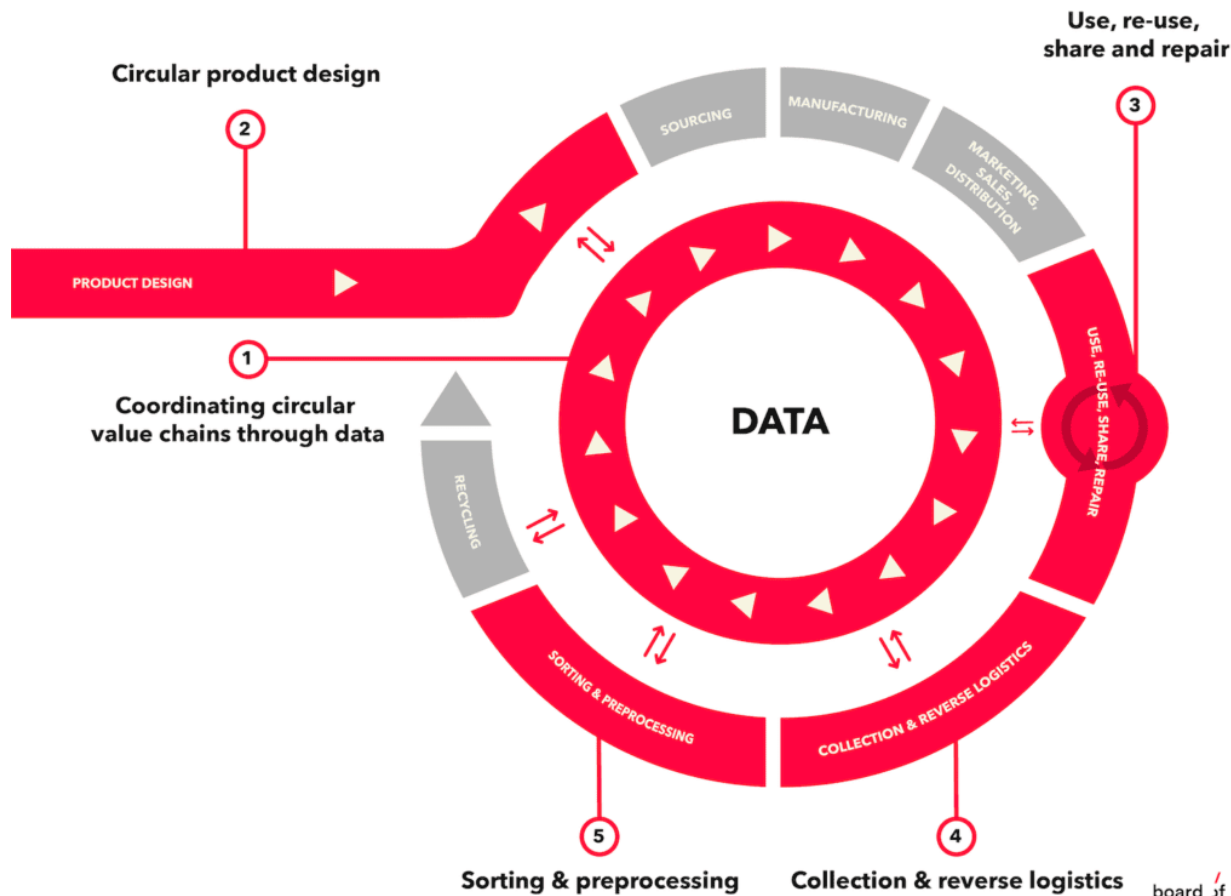 Use, re-use,
share and repair
3
Circular product design
2
SOURCING
MANUFACTURING
MARKETING,
SALES,
DISTRIBUTION
PRODUCT DESIGN
1
Coordinating circular
value chains through data
DATA
USE, RE-USE, SHARE, REPAIR
RECYCLING
SORTING & PREPROCESSING
COLLECTION & REVERSE LOGISTICS
5
4
Sorting & preprocessing
Collection & reverse logistics
board of